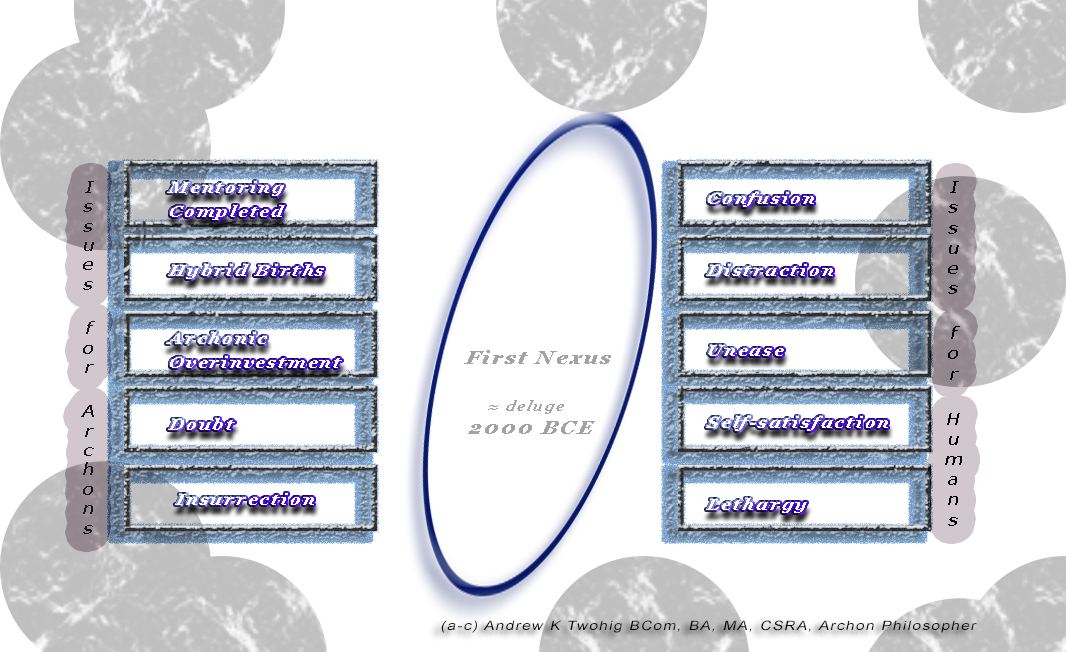 Issues for Archons
Mentoring
Completed
Hybrid Births
Archonic
Overinvestment
Doubt
Insurrection
First Nexus
≈ deluge
2000 BCE
Confusion
Distraction
Unease
Self-satisfaction
Lethargy
Issues for Humans
(a-c) Andrew K Twohig BCom, BA, MA, CSRA, Archon Philosopher